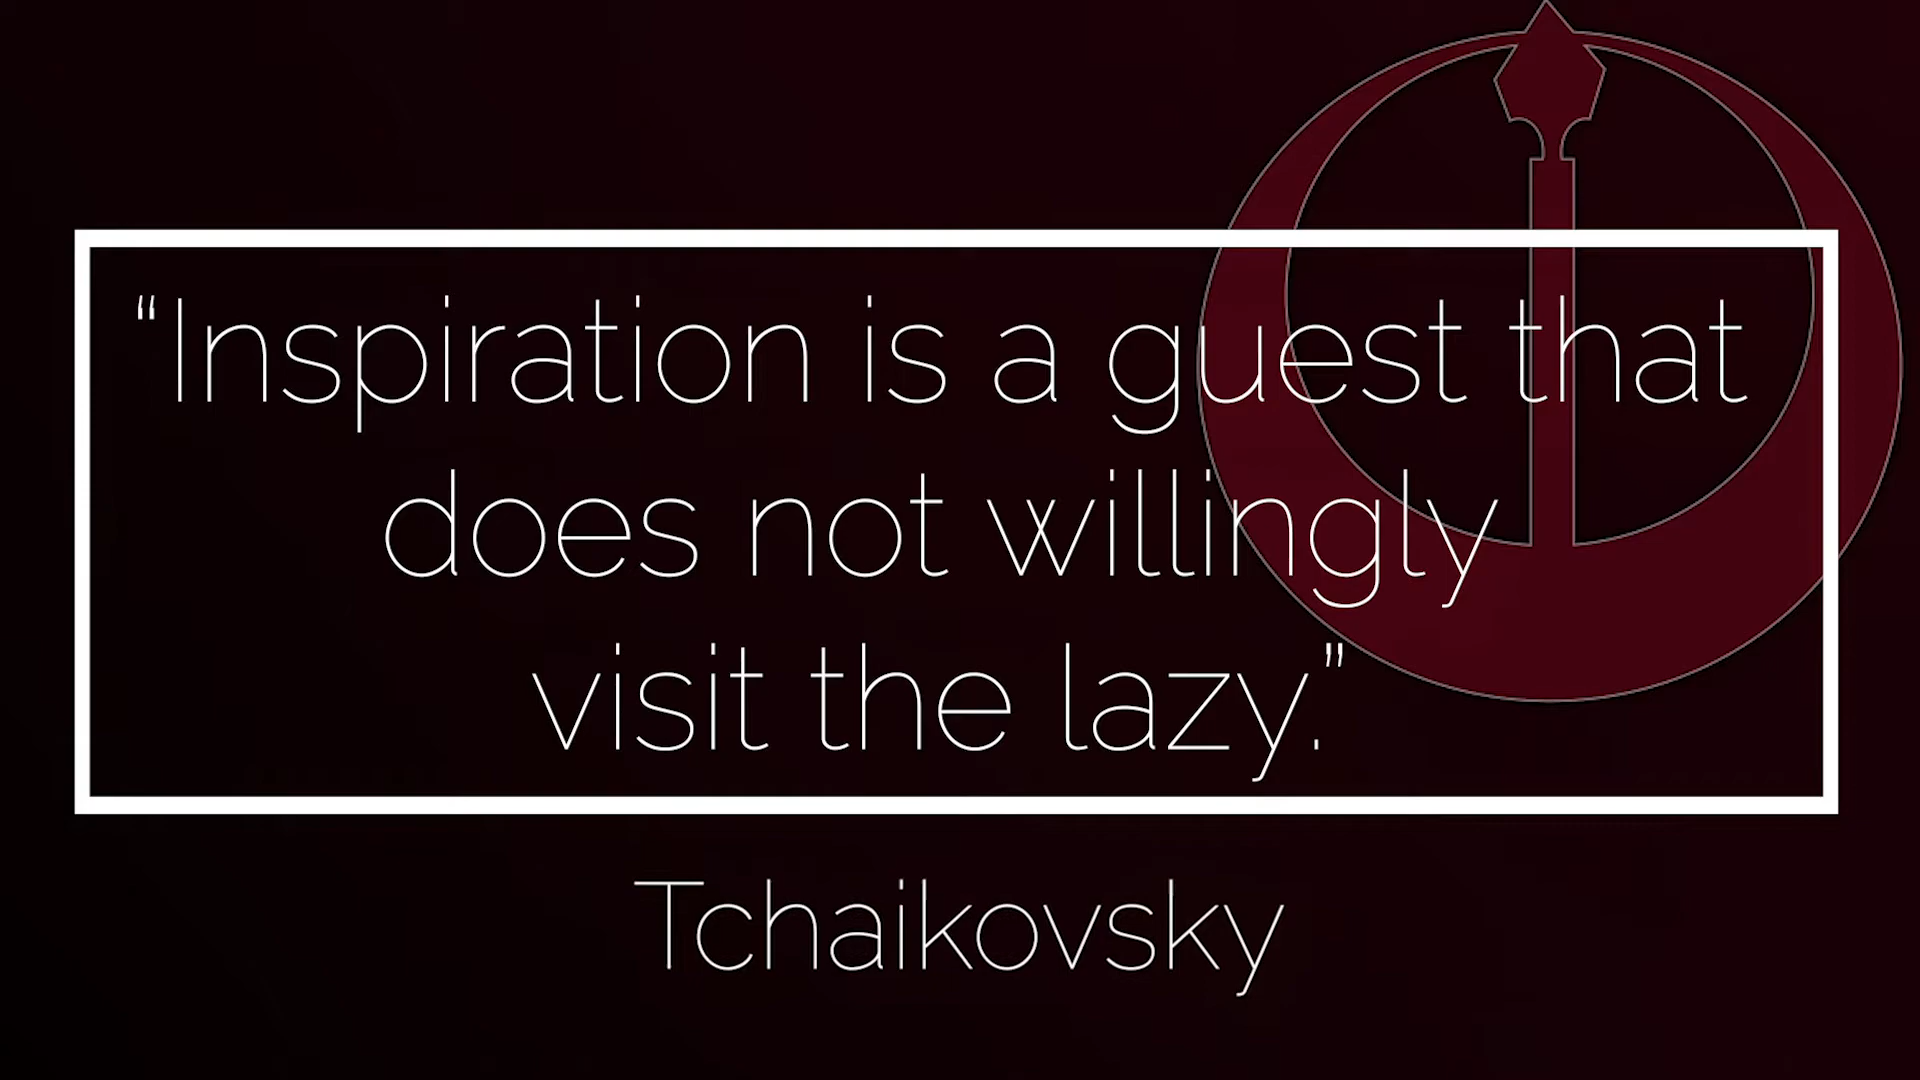 “Inspiration is a guest that
does not willingly
visit the lazy.”
Tchaikovsky